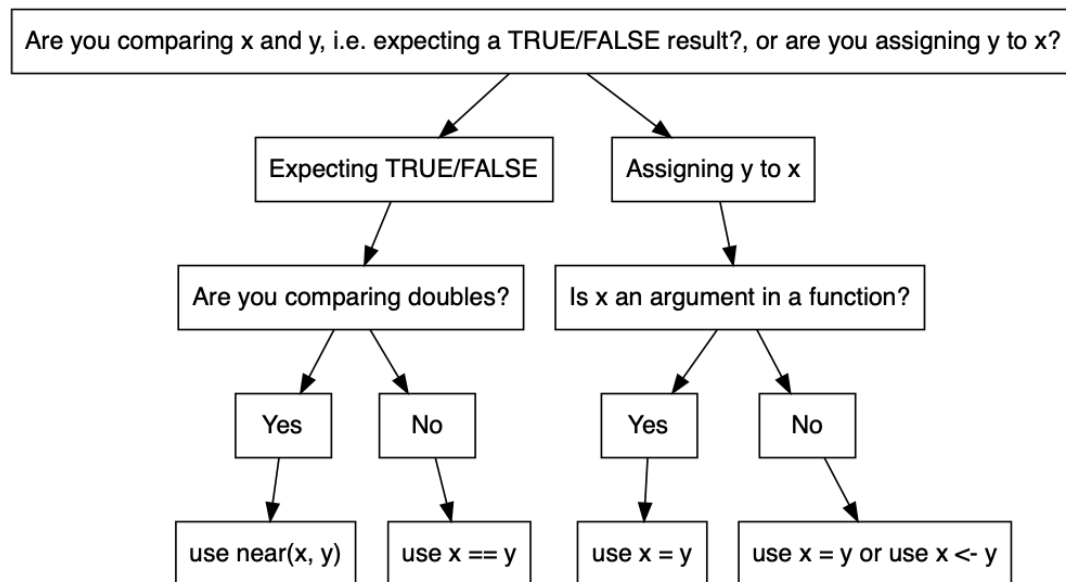 Are you comparing x and y, i.e. expecting a TRUE/FALSE result?, or are you assigning y to x?
Expecting TRUE/FALSE
Assigning y to x
Are you comparing doubles?
Is x an argument in a function?
Yes
No
Yes
No
use near(x, y)
use x == y
use x = y
use x = y or use x <- y